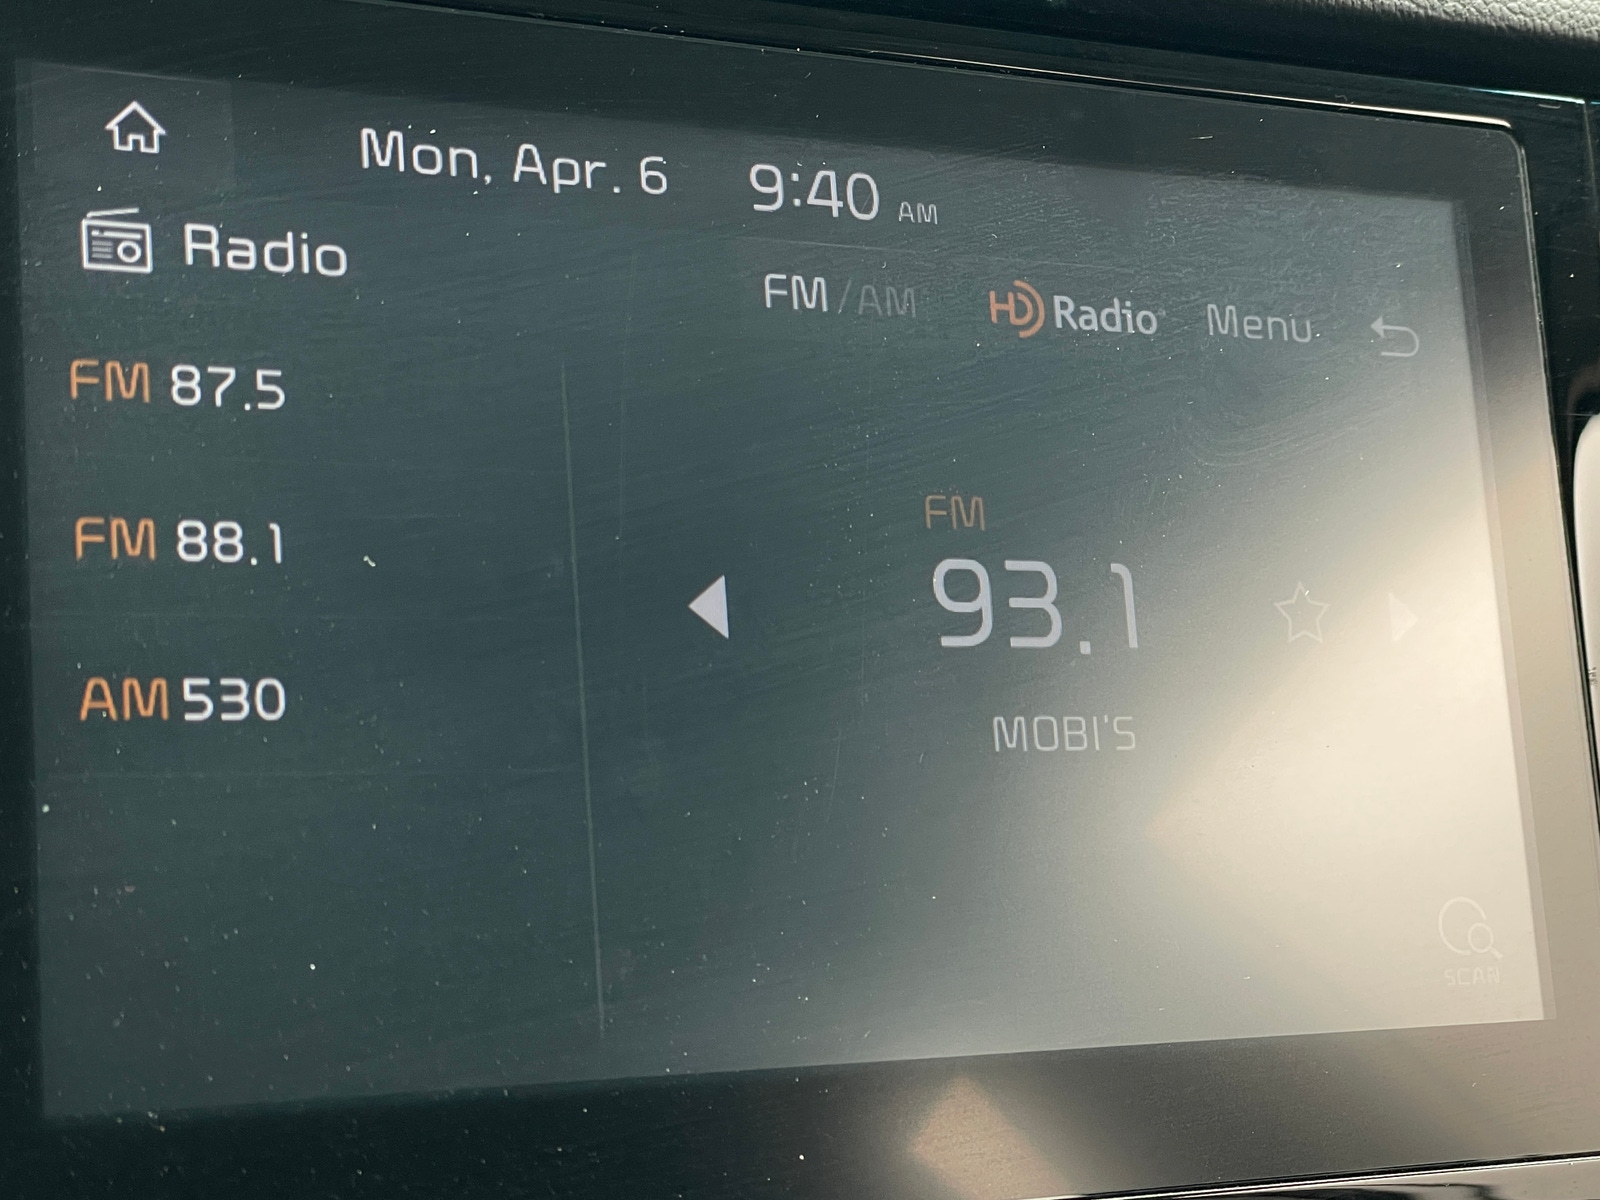 Mon, Apr. 6 9:40 AM
Radio
FM/AM HD Radio Menu
FM 87.5
FM 88.1
AM 530
FM
93.1
MOBI'S
SCAN